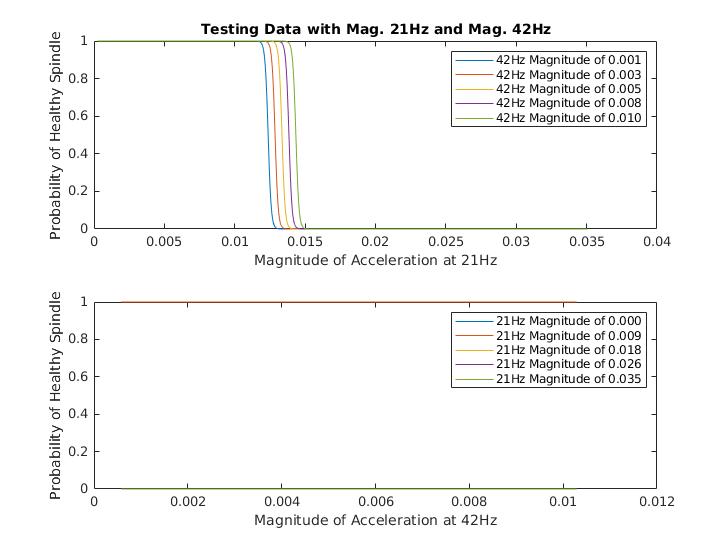 Testing Data with Mag. 21Hz and Mag. 42Hz
Probability of Healthy Spindle
1
0.8
0.6
0.4
0.2
0
42Hz Magnitude of 0.001
42Hz Magnitude of 0.003
42Hz Magnitude of 0.005
42Hz Magnitude of 0.008
42Hz Magnitude of 0.010
0 0.005 0.01 0.015 0.02 0.025 0.03 0.035 0.04
Magnitude of Acceleration at 21Hz
Probability of Healthy Spindle
1
0.8
0.6
0.4
0.2
0
21Hz Magnitude of 0.000
21Hz Magnitude of 0.009
21Hz Magnitude of 0.018
21Hz Magnitude of 0.026
21Hz Magnitude of 0.035
0 0.002 0.004 0.006 0.008 0.01 0.012
Magnitude of Acceleration at 42Hz